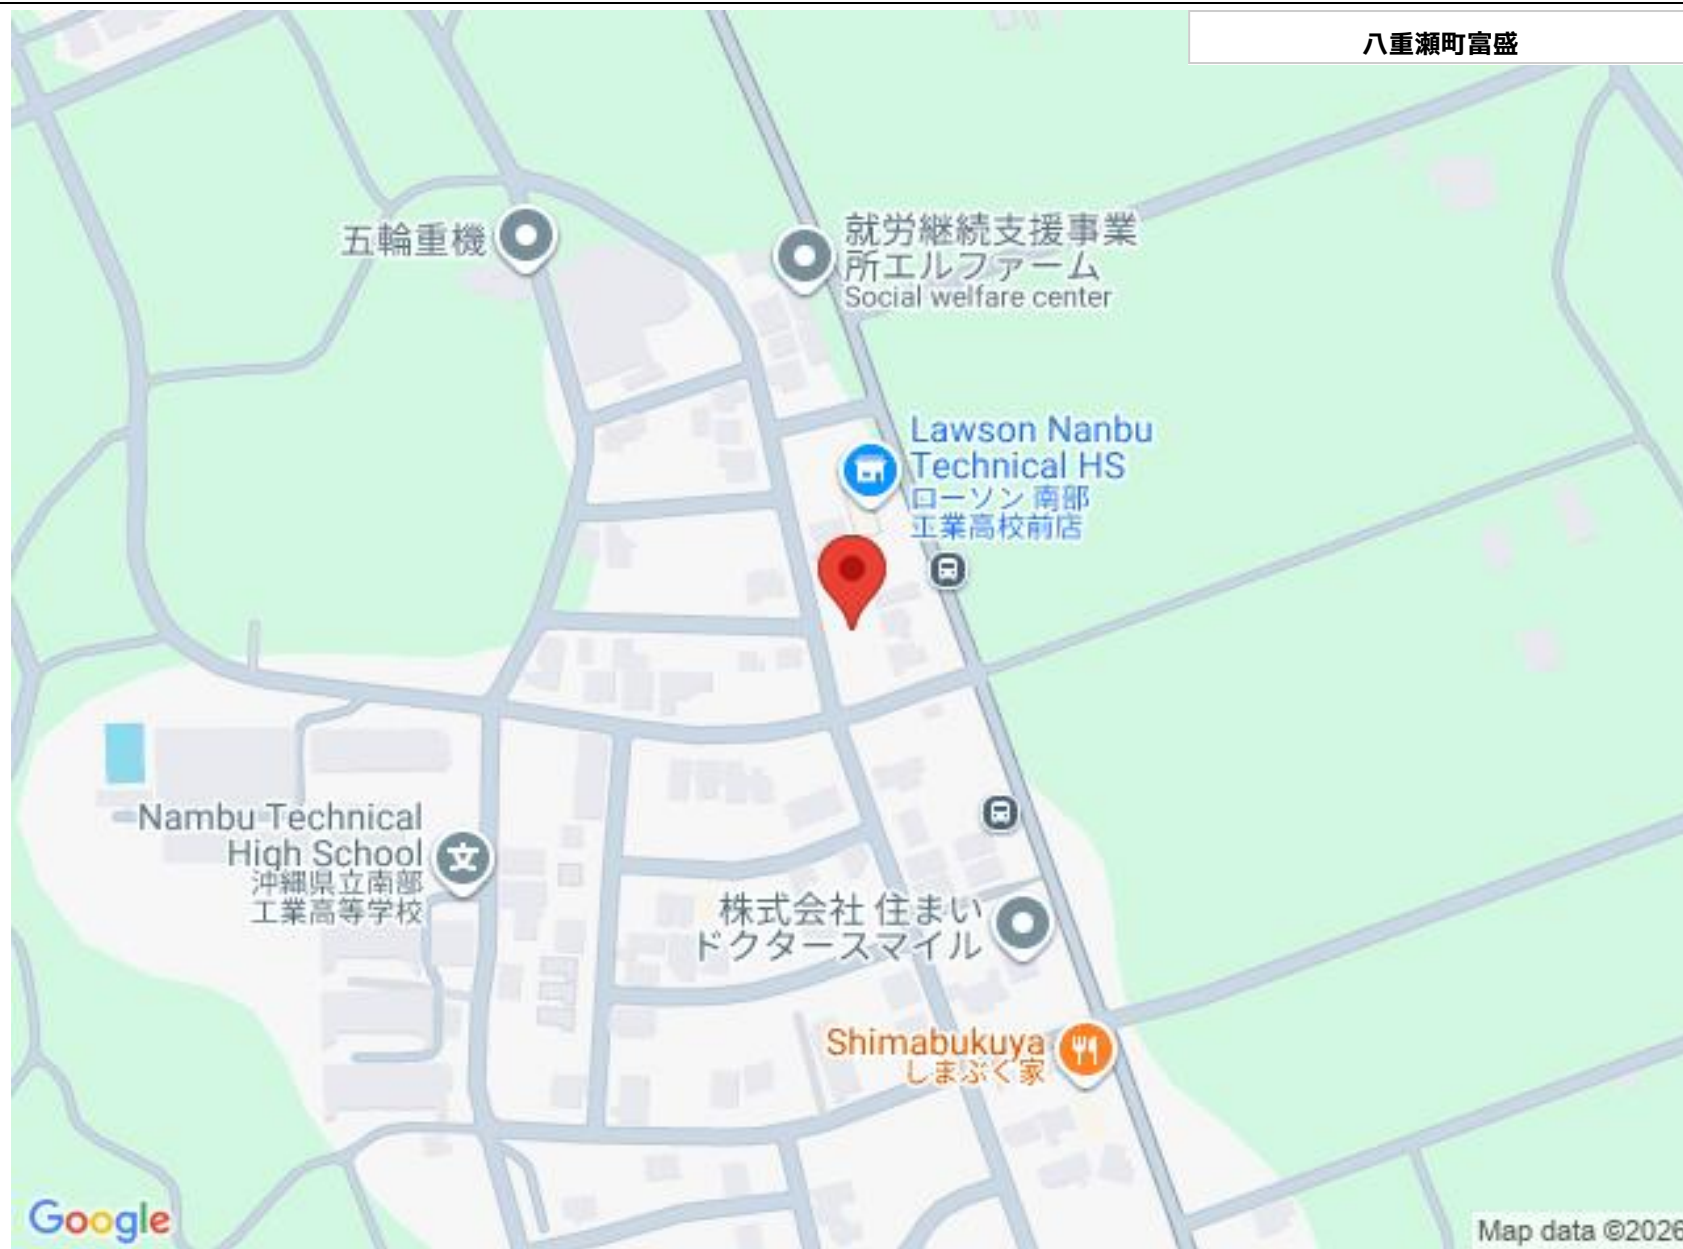 八重瀬町富盛
五輪重機
就労継続支援事業
所エルファーム
Social welfare center
Lawson Nanbu
Technical HS
ローソン 南部
工業高校前店
Nambu Technical
High School
沖縄県立南部
工業高等学校
文
株式会社 住まい
ドクタースマイル
Shimabukuya
しまぶく家
Google
Map data ©2026